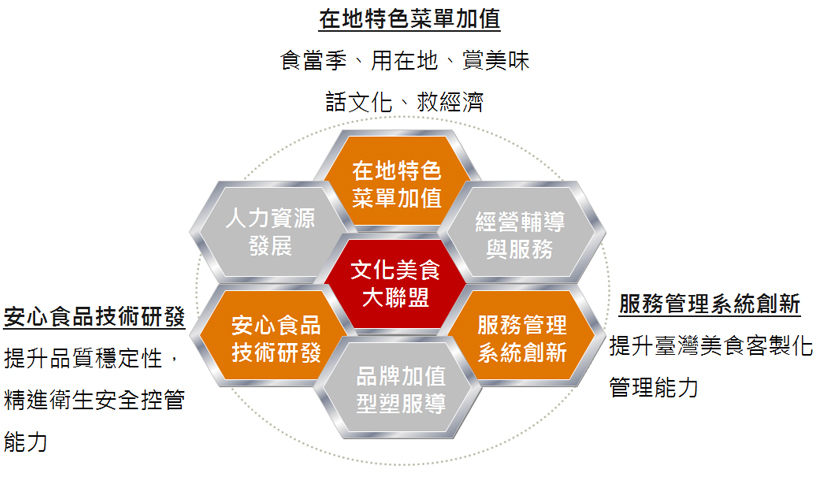 在地特色菜單加值
食當季、用在地、賞美味
話文化、救經濟
在地特色
菜單加值
人力資源
發展
經營輔導
與服務
文化美食
大聯盟
安心食品技術研發
提升品質穩定性，
精進衛生安全控管
能力
安心食品
技術研發
服務管理
系統創新
服務管理系統創新
提升臺灣美食客製化
管理能力
品牌加值
型塑服導